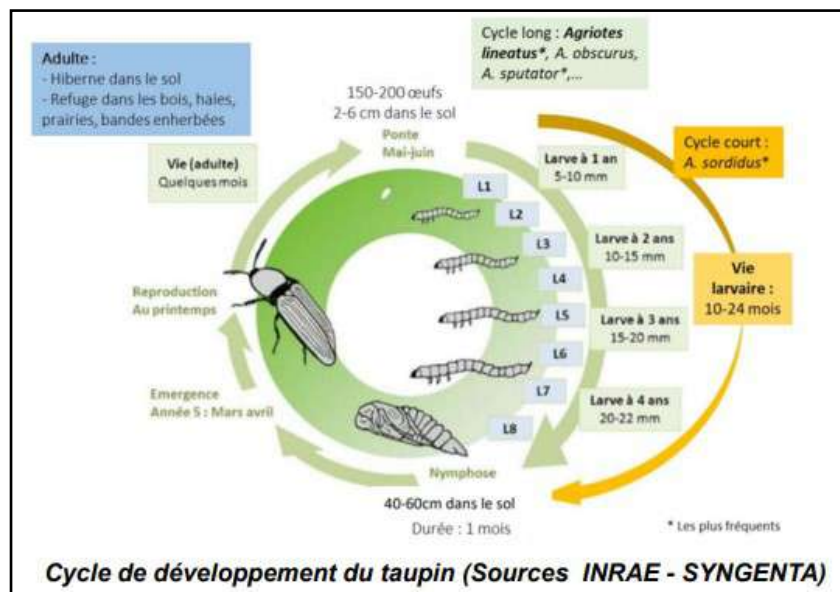 Adulte :
- Hiberne dans le sol
- Refuge dans les bois, haies,
prairies, bandes enherbées
Cycle long : Agriotes
lineatus*, A. obscurus,
A. sputator*,...
150-200 œufs
2-6 cm dans le sol
Ponte
Mai-juin
Vie (adulte)
Quelques mois
Cycle court :
A. sordidus*
Larve à 1 an
5-10 mm
L1
L2
L3
L4
L5
L6
L7
L8
Larve à 2 ans
10-15 mm
Vie
larvaire :
10-24 mois
Larve à 3 ans
15-20 mm
Larve à 4 ans
20-22 mm
Reproduction
Au printemps
Emergence
Année 5 : Mars avril
Nymphose
40-60cm dans le sol
Durée : 1 mois
* Les plus fréquents
Cycle de développement du taupin (Sources INRAE - SYNGENTA)